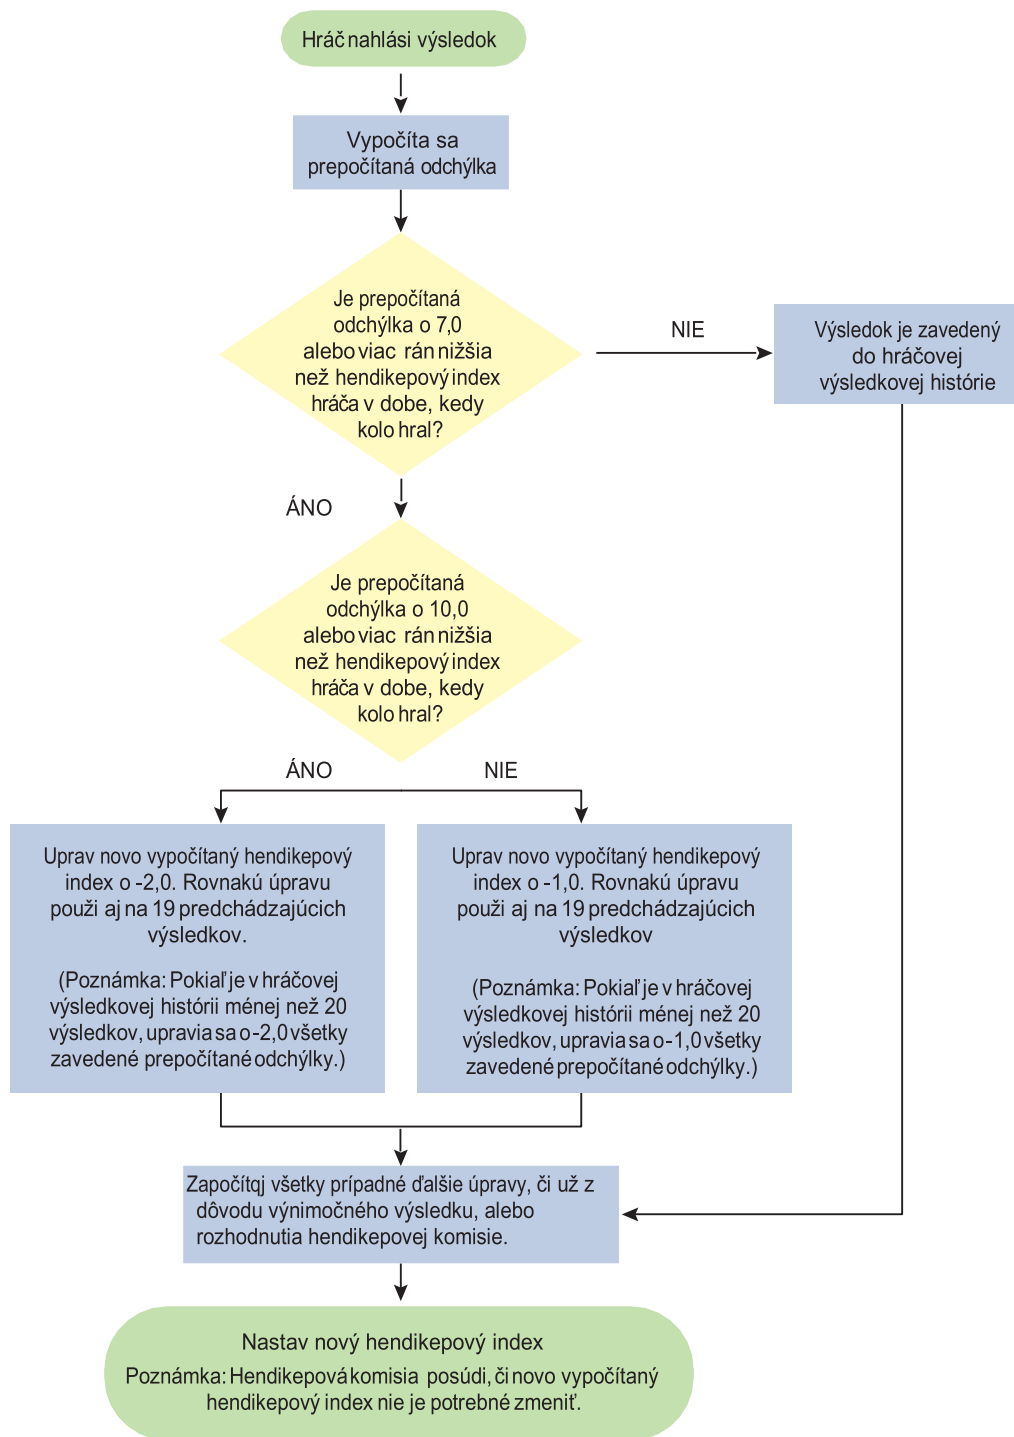 Hráč nahlási výsledok
Vypočíta sa
prepočítaná odchýlka
Je prepočítaná
odchýlka o 7,0
alebo viac rán nižšia
než hendikepový index
hráča v dobe, kedy
kolo hral?
NIE
Výsledok je zavedený
do hráčovej
výsledkovej histórie
ÁNO
Je prepočítaná
odchýlka o 10,0
alebo viac rán nižšia
než hendikepový index
hráča v dobe, kedy
kolo hral?
ÁNO
NIE
Uprav novo vypočítaný hendikepový
index o -2,0. Rovnakú úpravu
použi aj na 19 predchádzajúcich
výsledkov.
(Poznámka: Pokiaľ je v hráčovej
výsledkovej histórii ménej než 20
výsledkov, upravia sa o -2,0 všetky
zavedené prepočítané odchýlky.)
Uprav novo vypočítaný hendikepový
index o -1,0. Rovnakú úpravu
použi aj na 19 predchádzajúcich
výsledkov
(Poznámka: Pokiaľ je v hráčovej
výsledkovej histórii ménej než 20
výsledkov, upravia sa o -1,0 všetky
zavedené prepočítané odchýlky.)
Započítqj všetky prípadné ďalšie úpravy, či už z
dôvodu výnimočného výsledku, alebo
rozhodnutia hendikepovej komisie.
Nastav nový hendikepový index
Poznámka: Hendikepová komisia posúdi, či novo vypočítaný
hendikepový index nie je potrebné zmeniť.